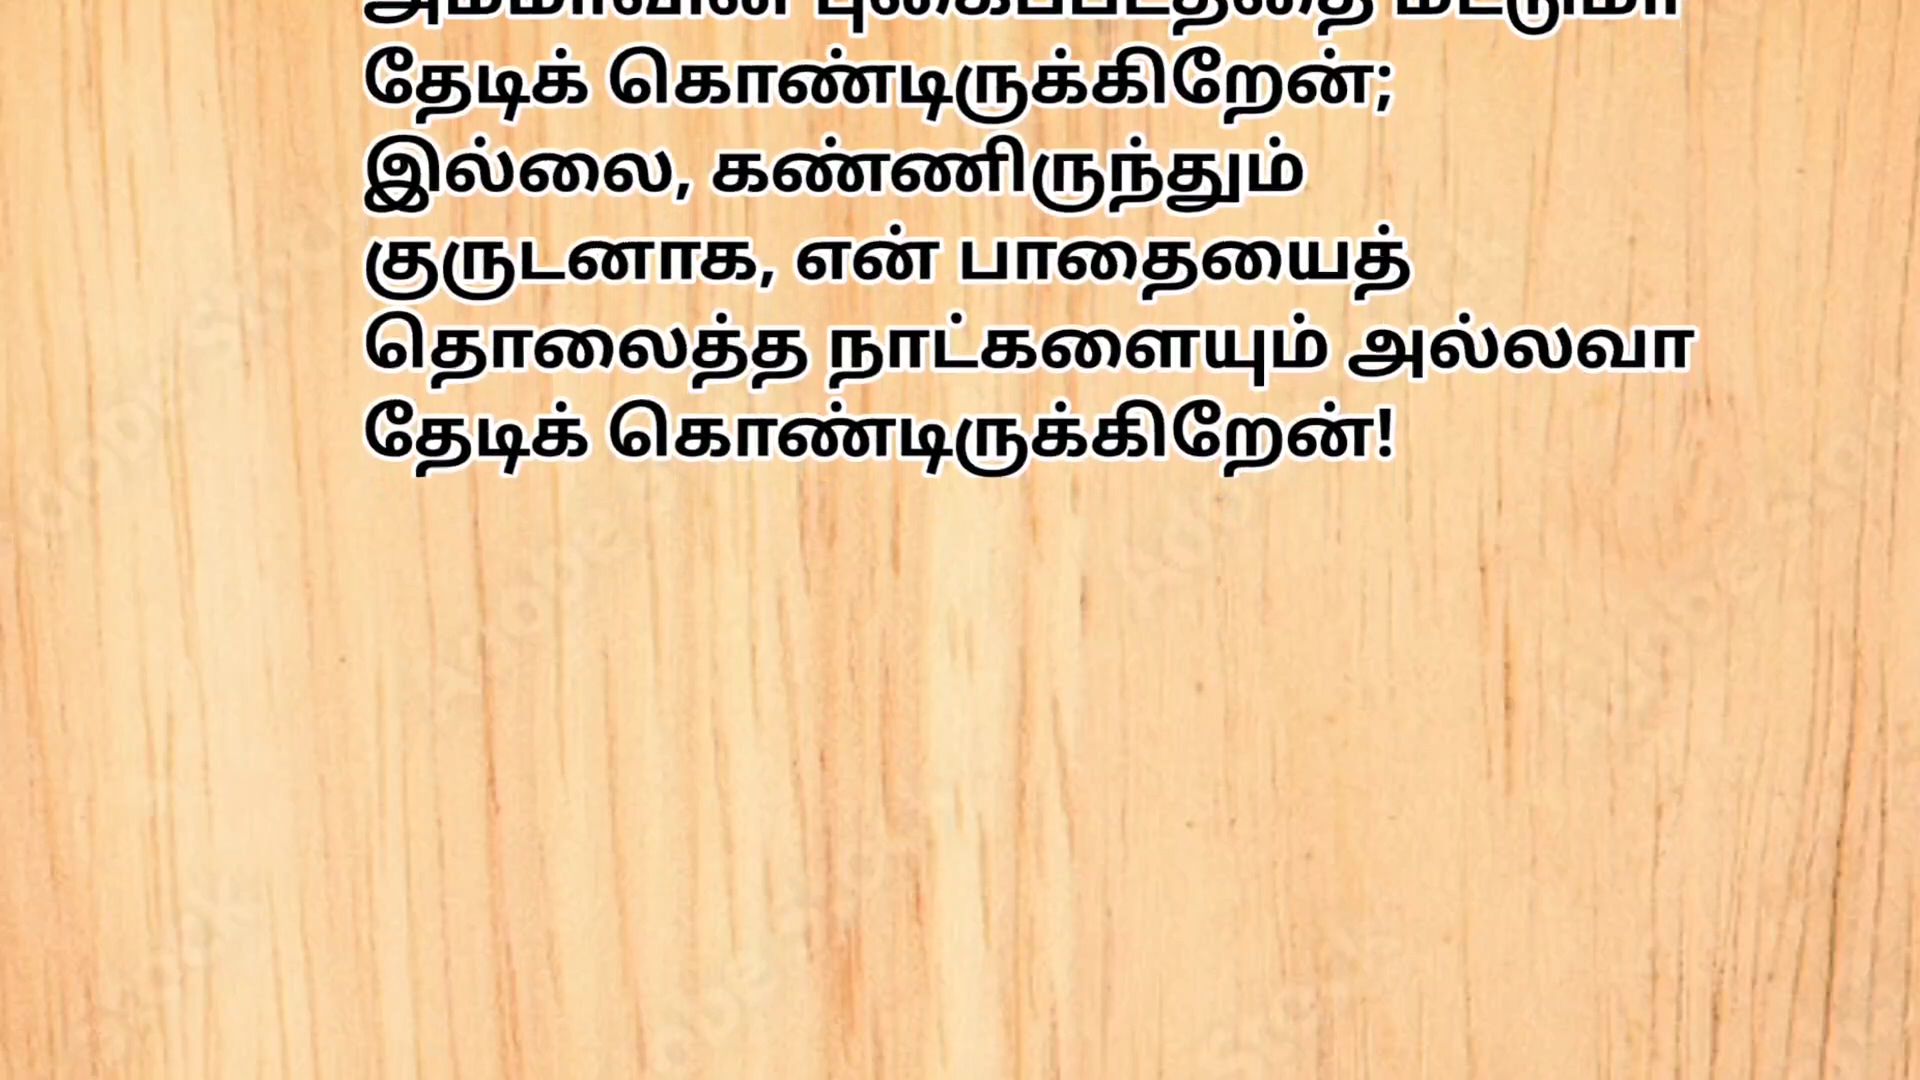 அம்மாவின் புகைப்படத்தை மட்டுமா
தேடிக் கொண்டிருக்கிறேன்;
இல்லை, கண்ணிருந்தும்
குருடனாக, என் பாதையைத்
தொலைத்த நாட்களையும் அல்லவா
தேடிக் கொண்டிருக்கிறேன்!